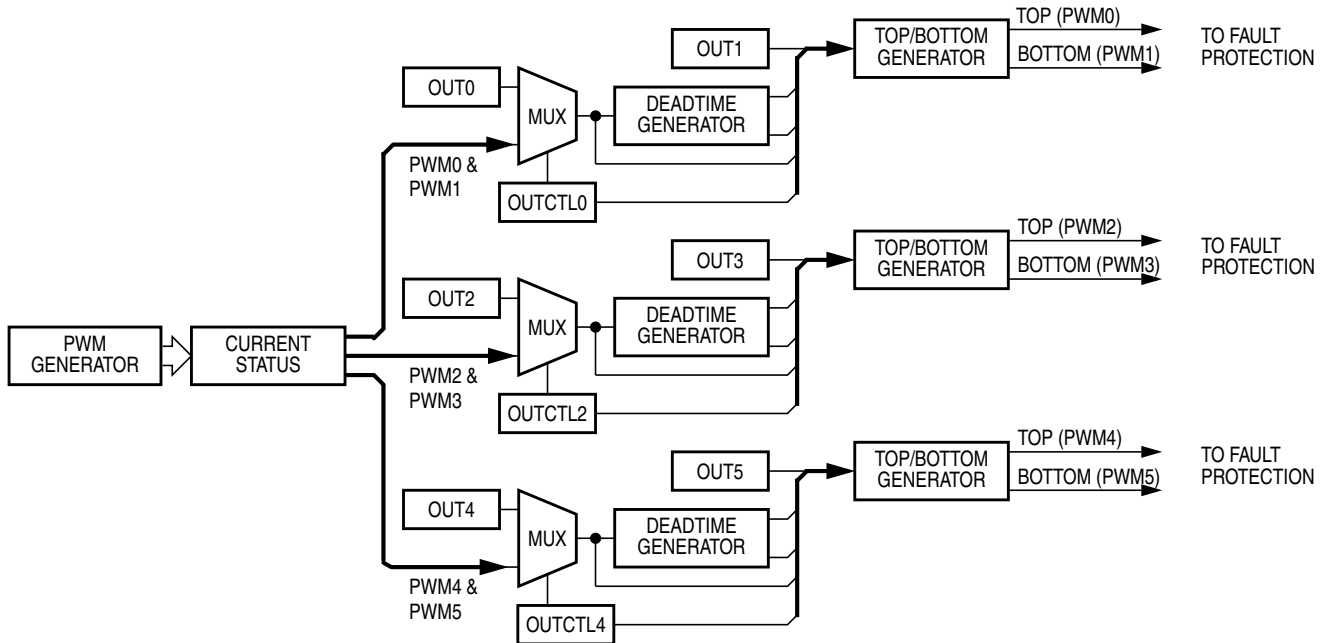 TOP (PWM0)
OUT1
TOP/BOTTOM
GENERATOR
BOTTOM (PWM1)
TO FAULT
PROTECTION
OUT0
MUX
DEADTIME
GENERATOR
PWM0 &
PWM1
OUTCTL0
TOP (PWM2)
OUT3
TOP/BOTTOM
GENERATOR
BOTTOM (PWM3)
TO FAULT
PROTECTION
OUT2
MUX
DEADTIME
GENERATOR
PWM
GENERATOR
CURRENT
STATUS
PWM2 &
PWM3
OUTCTL2
TOP (PWM4)
OUT5
TOP/BOTTOM
GENERATOR
BOTTOM (PWM5)
TO FAULT
PROTECTION
OUT4
MUX
DEADTIME
GENERATOR
PWM4 &
PWM5
OUTCTL4